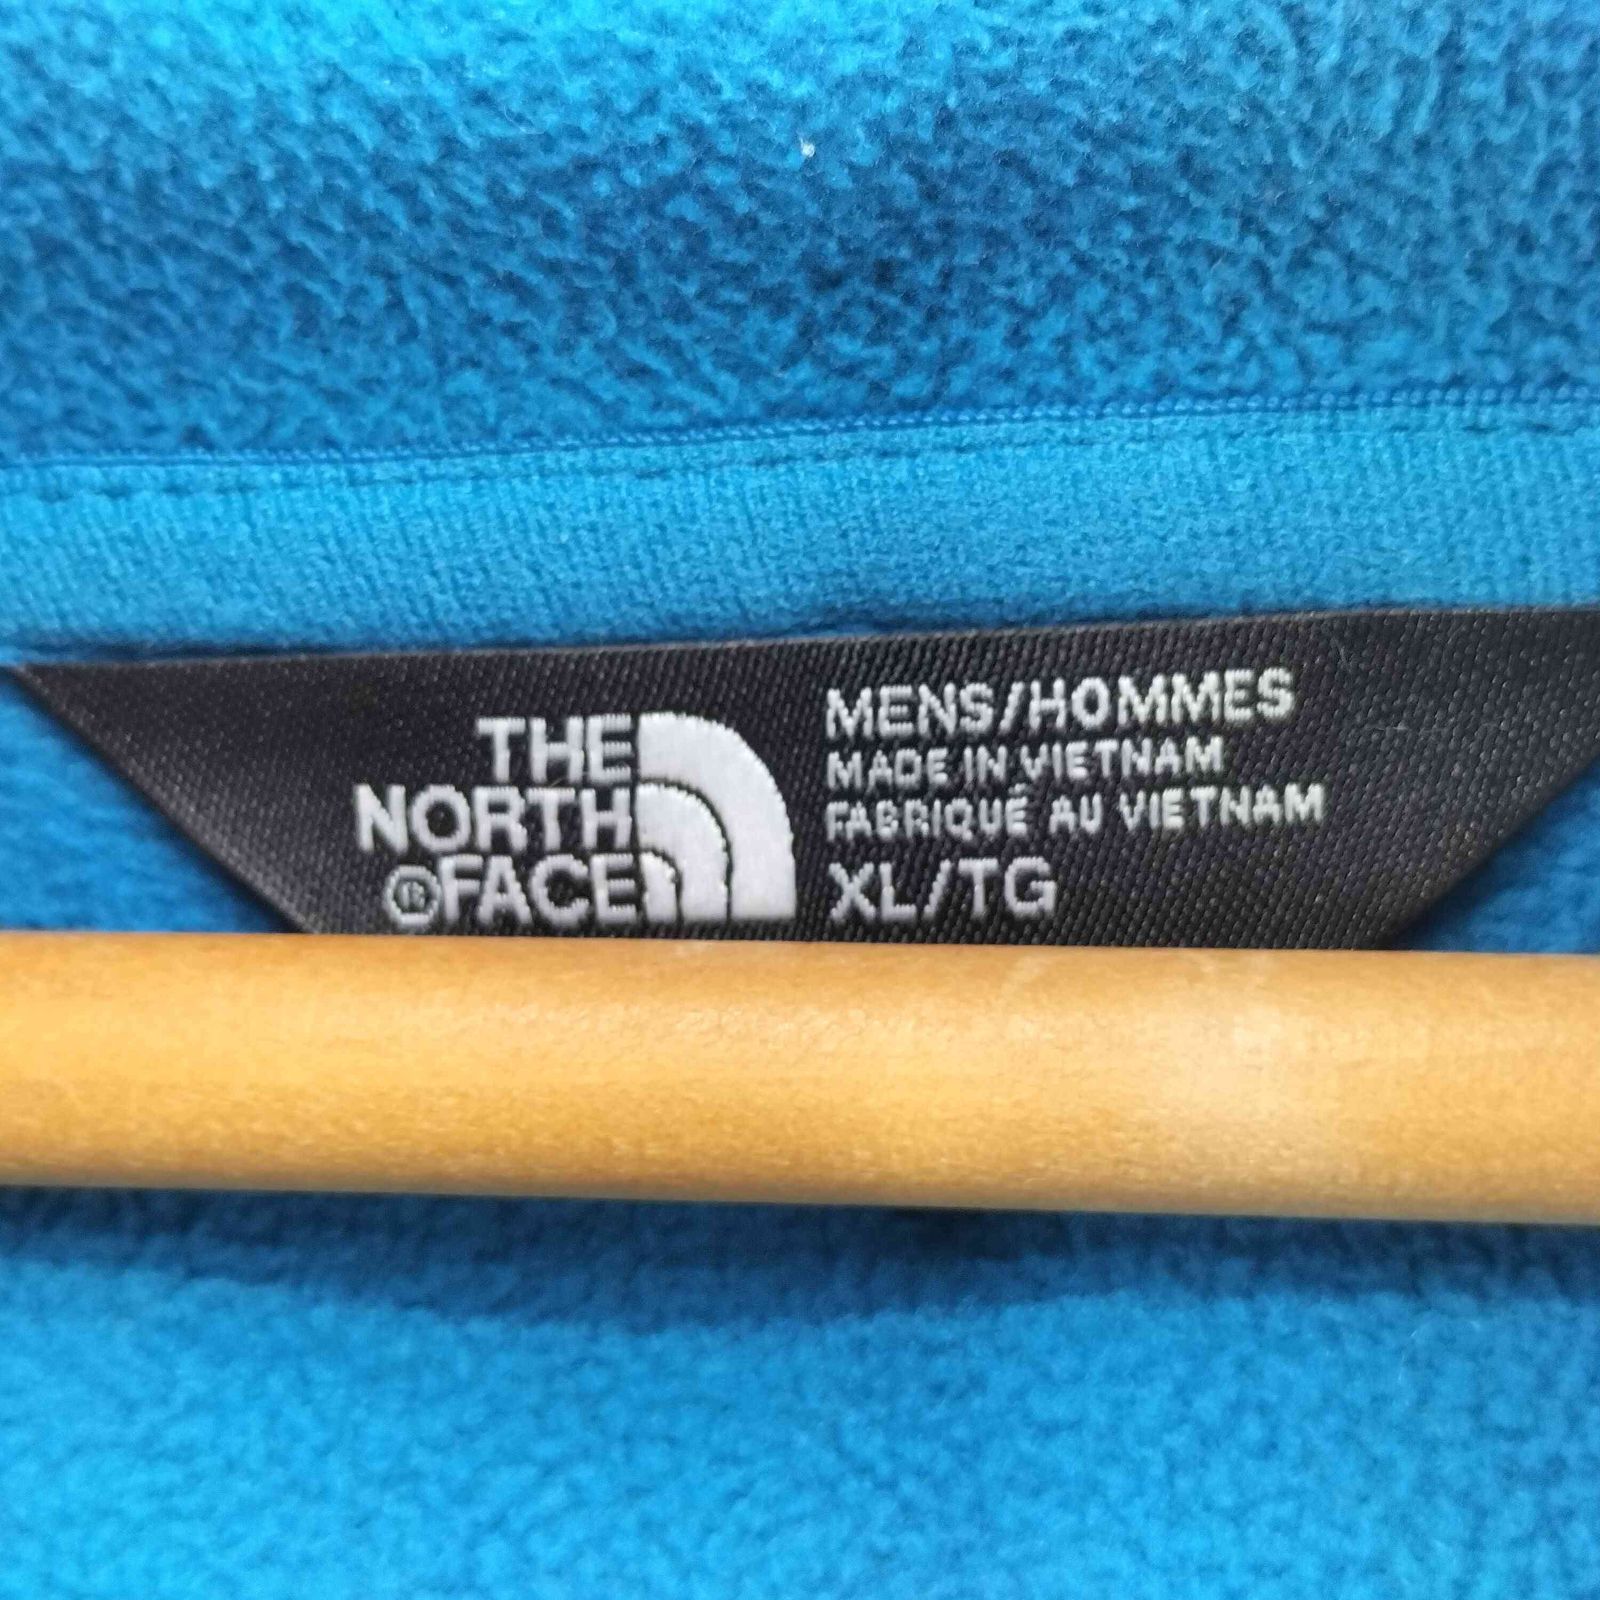 THE
NORTH
®FACE
MENS/HOMMES
MADE IN VIETNAM
FABRIQUÉ AU VIETNAM
XL/TG